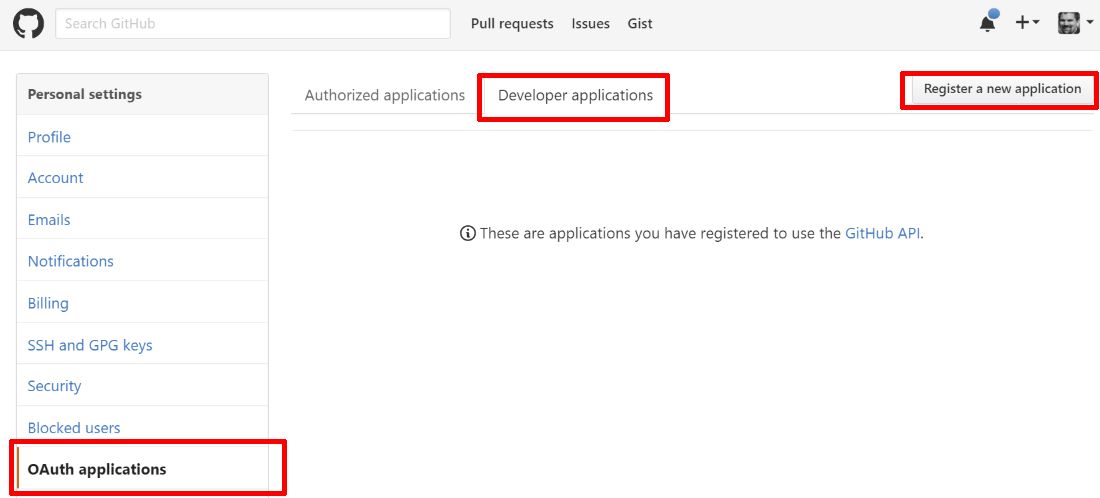 Search GitHub
Pull requests
Issues
Gist
Personal settings
Profile
Account
Emails
Notifications
Billing
SSH and GPG keys
Security
Blocked users
OAuth applications
Authorized applications
Developer applications
Register a new application
These are applications you have registered to use the GitHub API.